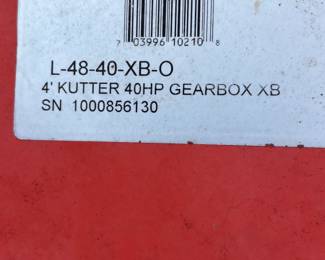 7 03996 10210 8
L-48-40-XB-O
4' KUTTER 40HP GEARBOX XB
SN 1000856130